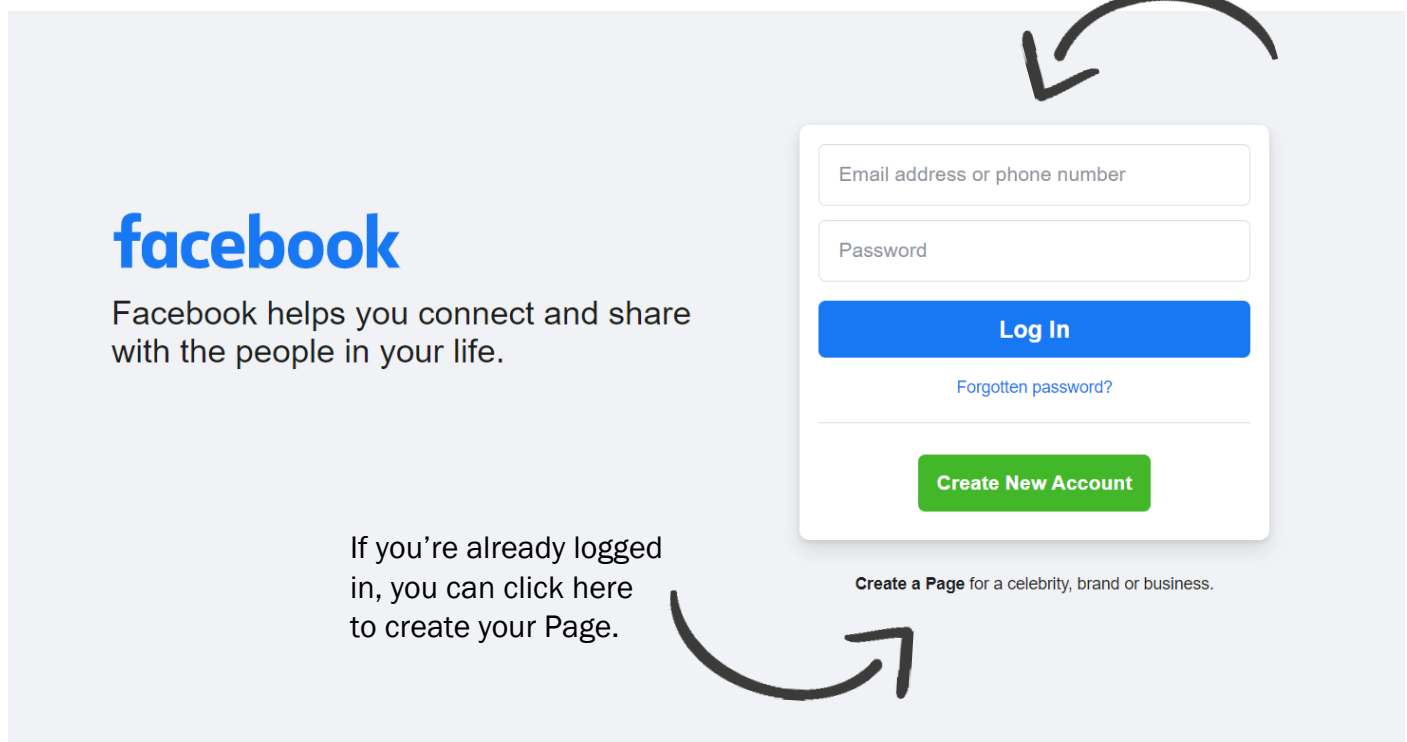 facebook
Facebook helps you connect and share
with the people in your life.
Email address or phone number
Password
Log In
Forgotten password?
Create New Account
Create a Page for a celebrity, brand or business.
If you’re already logged
in, you can click here
to create your Page.